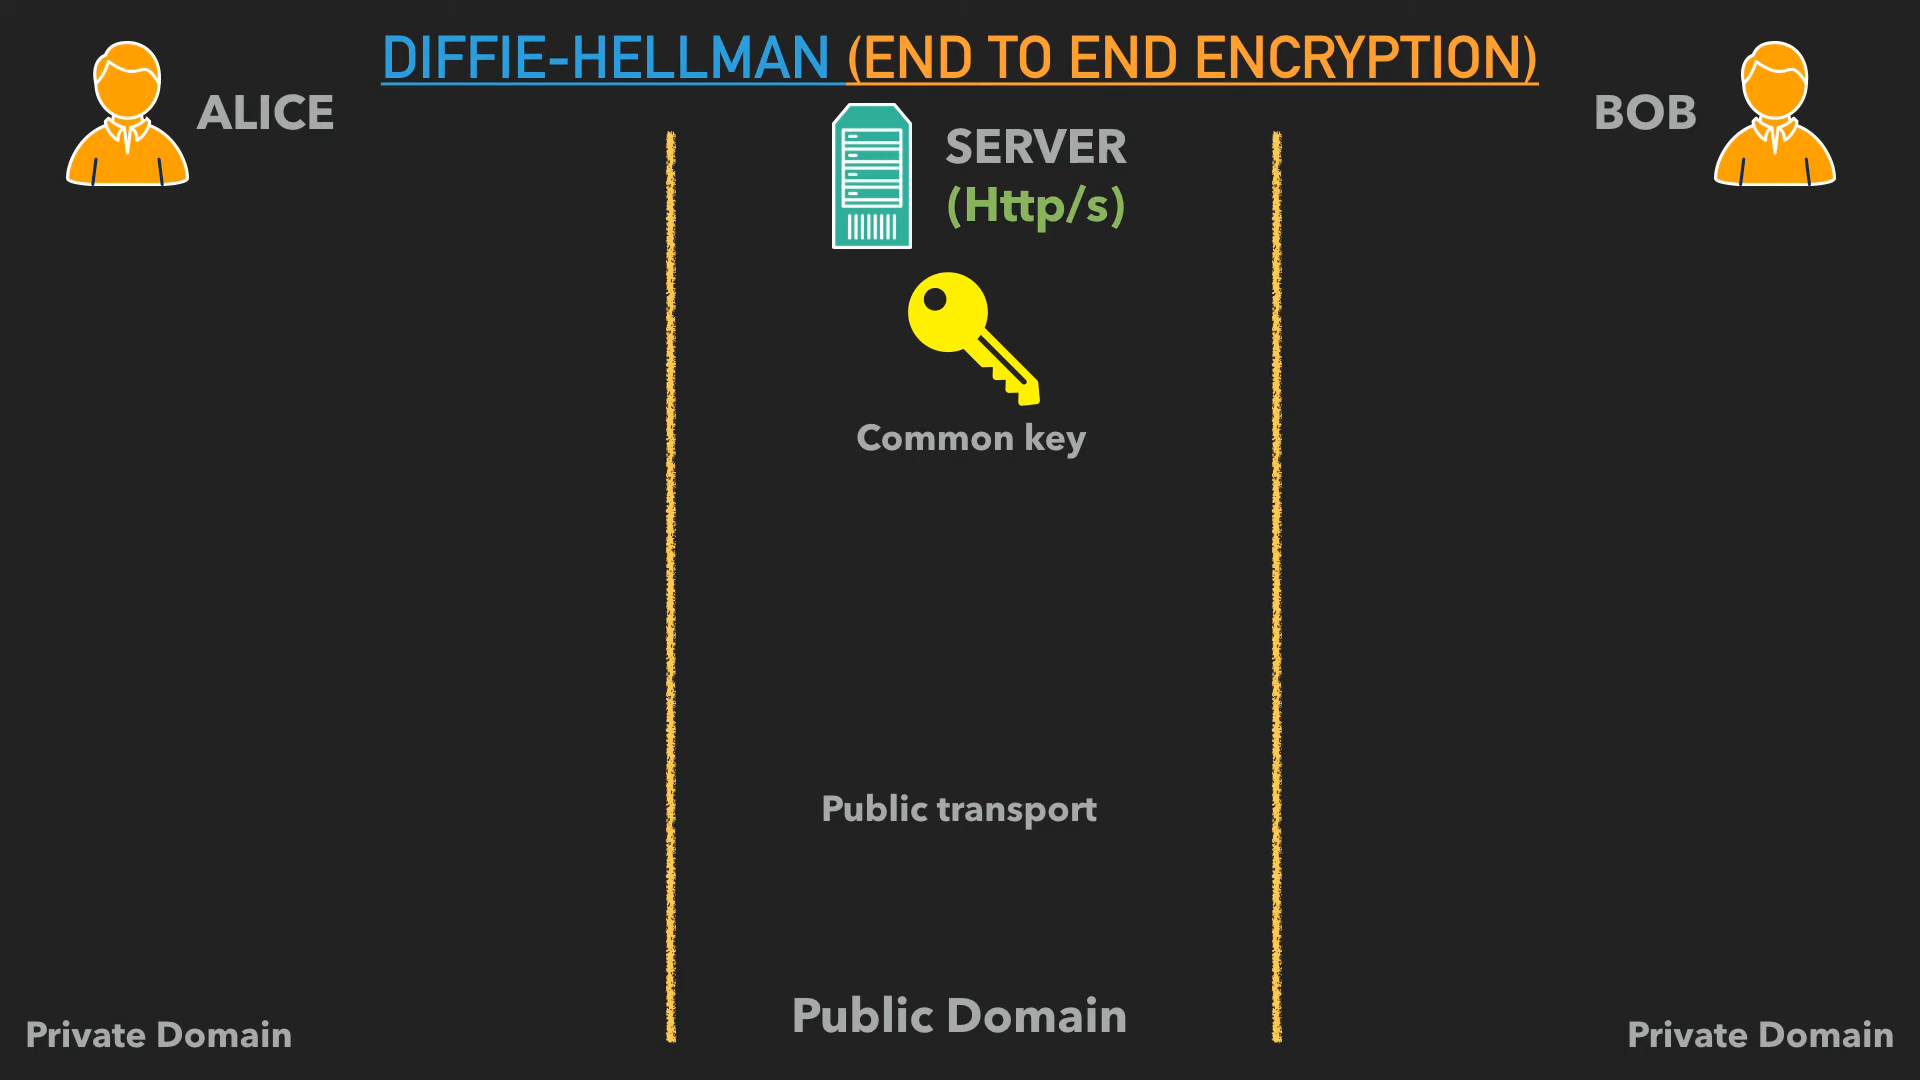 DIFFIE-HELLMAN (END TO END ENCRYPTION)
ALICE
BOB
SERVER
(Http/s)
Common key
Public transport
Public Domain
Private Domain
Private Domain